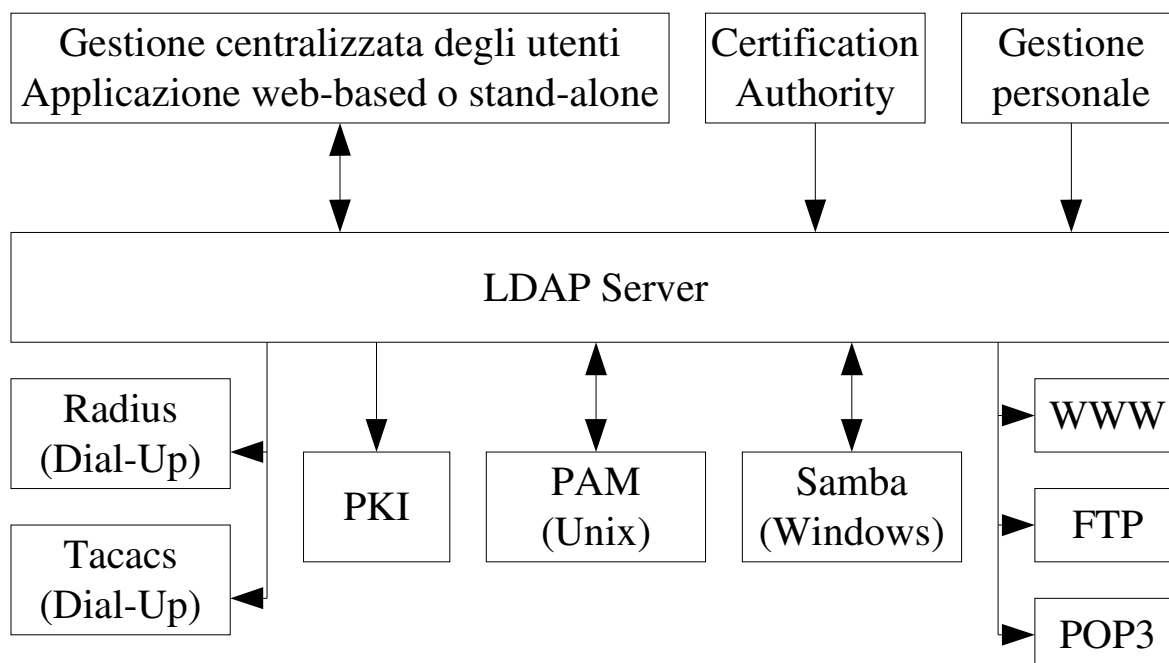 Gestione centralizzata degli utenti
Applicazione web-based o stand-alone
Certification
Authority
Gestione
personale
LDAP Server
Radius
(Dial-Up)
Tacacs
(Dial-Up)
PKI
PAM
(Unix)
Samba
(Windows)
WWW
FTP
POP3